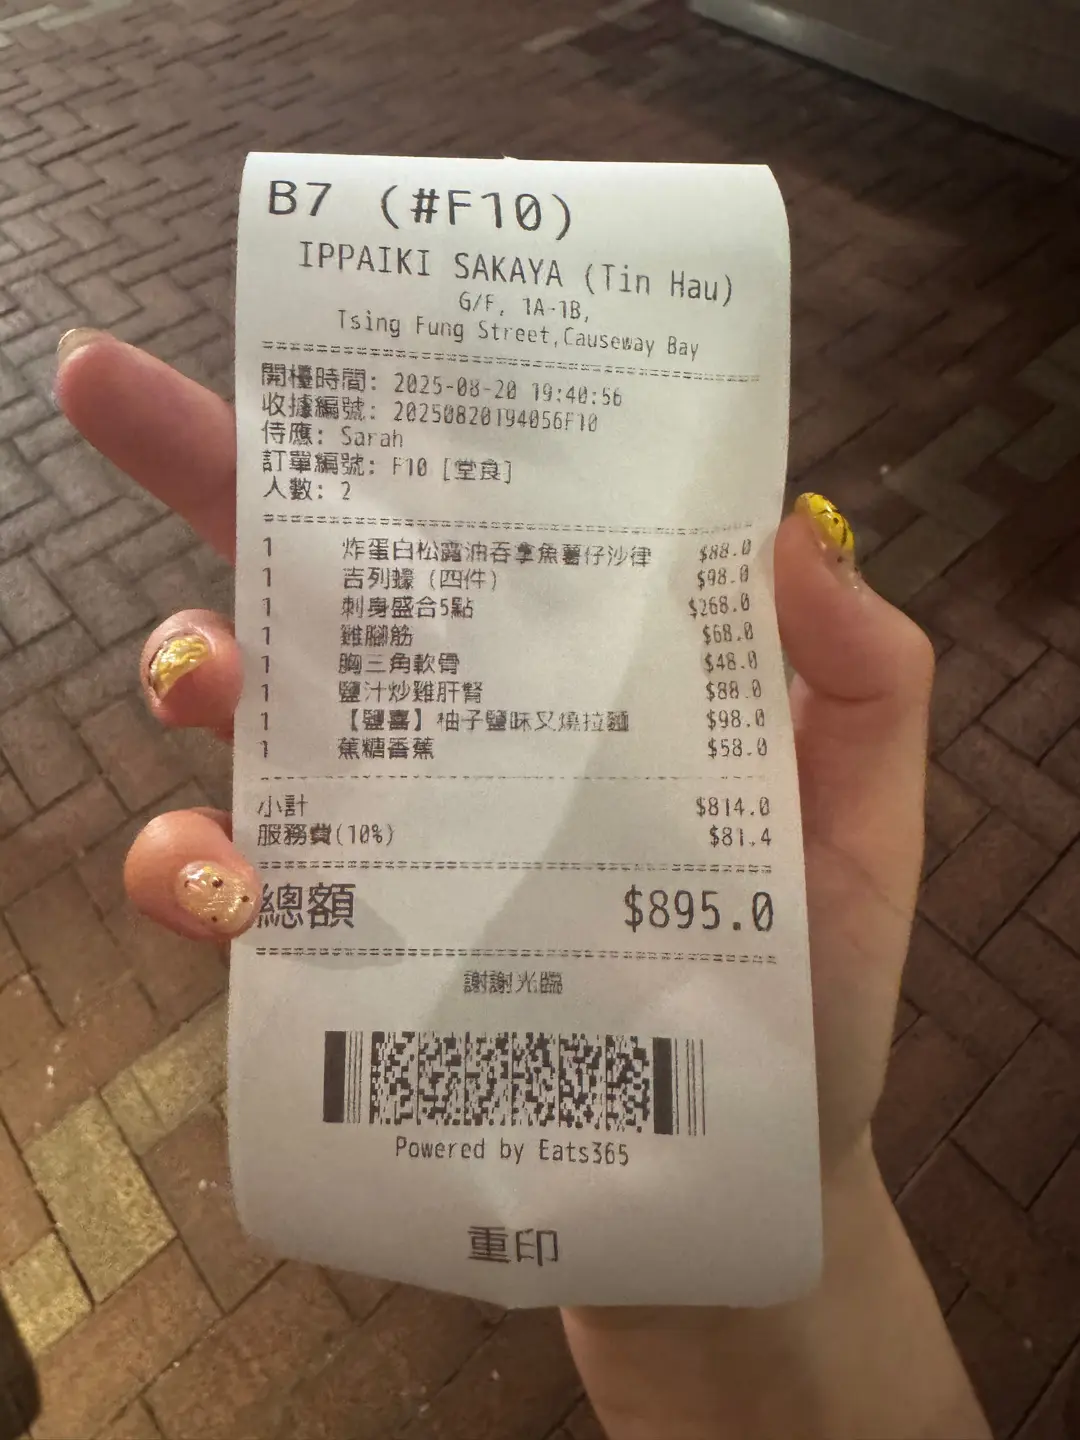 B7 (#F10)
IPPAIKI SAKAYA (Tin Hau)
G/F, 1A-1B,
Tsing Fung Street,Causeway Bay
開檯時間: 2025-08-20 19:40:56
收據編號: 20250820194056F10
侍應: Sarah
訂單編號: F10 [堂食]
人數: 2
1 炸蛋白松露油吞拿魚薯仔沙律 $88.0
1 吉列蠔 (四件) $98.0
1 刺身盛合5點 $268.0
1 雞腳筋 $68.0
1 胸三角軟骨 $48.0
1 鹽汁炒雞肝腎 $88.0
1 【鹽喜】柚子鹽味叉燒拉麵 $98.0
1 蕉糖香蕉 $58.0
小計 $814.0
服務費(10%) $81.4
總額 $895.0
謝謝光臨
Powered by Eats365
重印